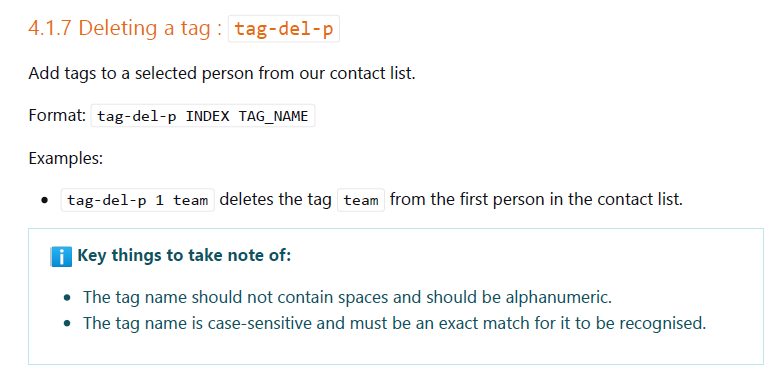 4.1.7 Deleting a tag : tag-del-p
Add tags to a selected person from our contact list.
Format: tag-del-p INDEX TAG_NAME
Examples:
• tag-del-p 1 team deletes the tag team from the first person in the contact list.
i Key things to take note of:
• The tag name should not contain spaces and should be alphanumeric.
• The tag name is case-sensitive and must be an exact match for it to be recognised.